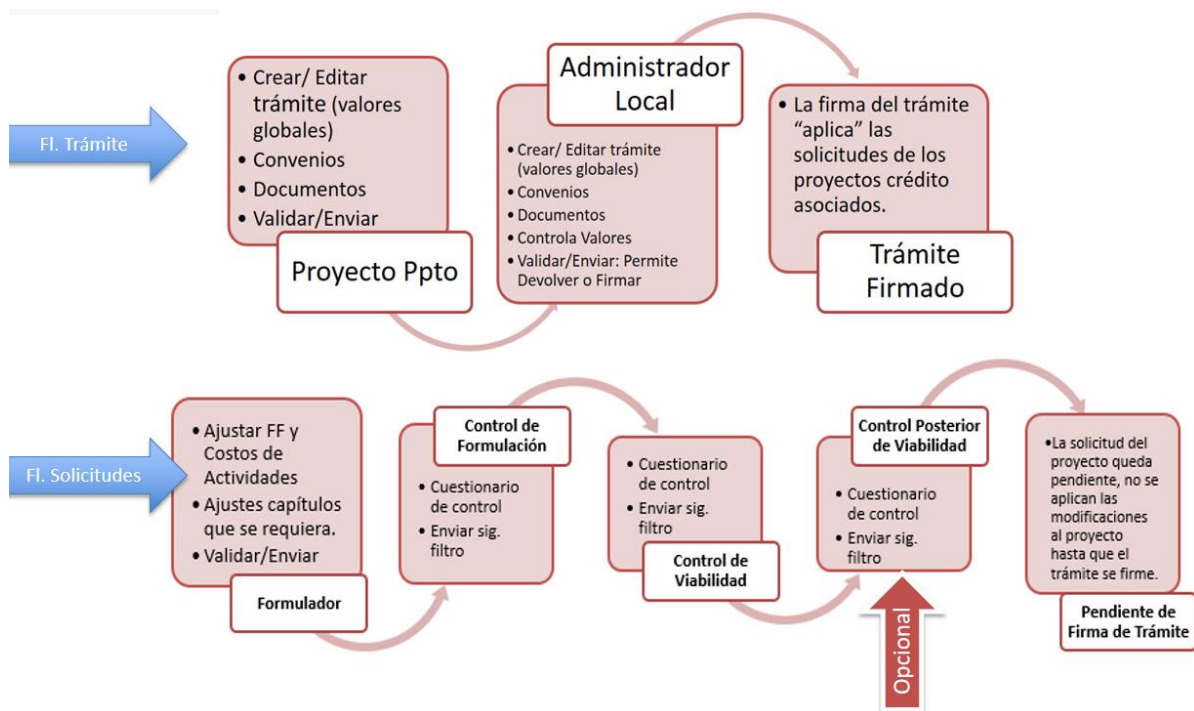 Fl. Trámite
• Crear/ Editar
trámite (valores
globales)
• Convenios
• Documentos
• Validar/Enviar
Proyecto Ppto
Administrador
Local
• Crear/ Editar trámite
(valores globales)
• Convenios
• Documentos
• Controla Valores
• Validar/Enviar: Permite
Devolver o Firmar
• La firma del trámite
“aplica” las
solicitudes de los
proyectos crédito
asociados.
Trámite
Firmado
Fl. Solicitudes
• Ajustar FF y
Costos de
Actividades
• Ajustes capítulos
que se requiera.
• Validar/Enviar
Formulador
Control de
Formulación
• Cuestionario
de control
• Enviar sig.
filtro
• Cuestionario
de control
• Enviar sig.
filtro
Control de
Viabilidad
Control Posterior
de Viabilidad
• Cuestionario
de control
• Enviar sig.
filtro
Opcional
• La solicitud del
proyecto queda
pendiente, no se
aplican las
modificaciones
al proyecto
hasta que el
trámite se firme.
Pendiente de
Firma de Trámite